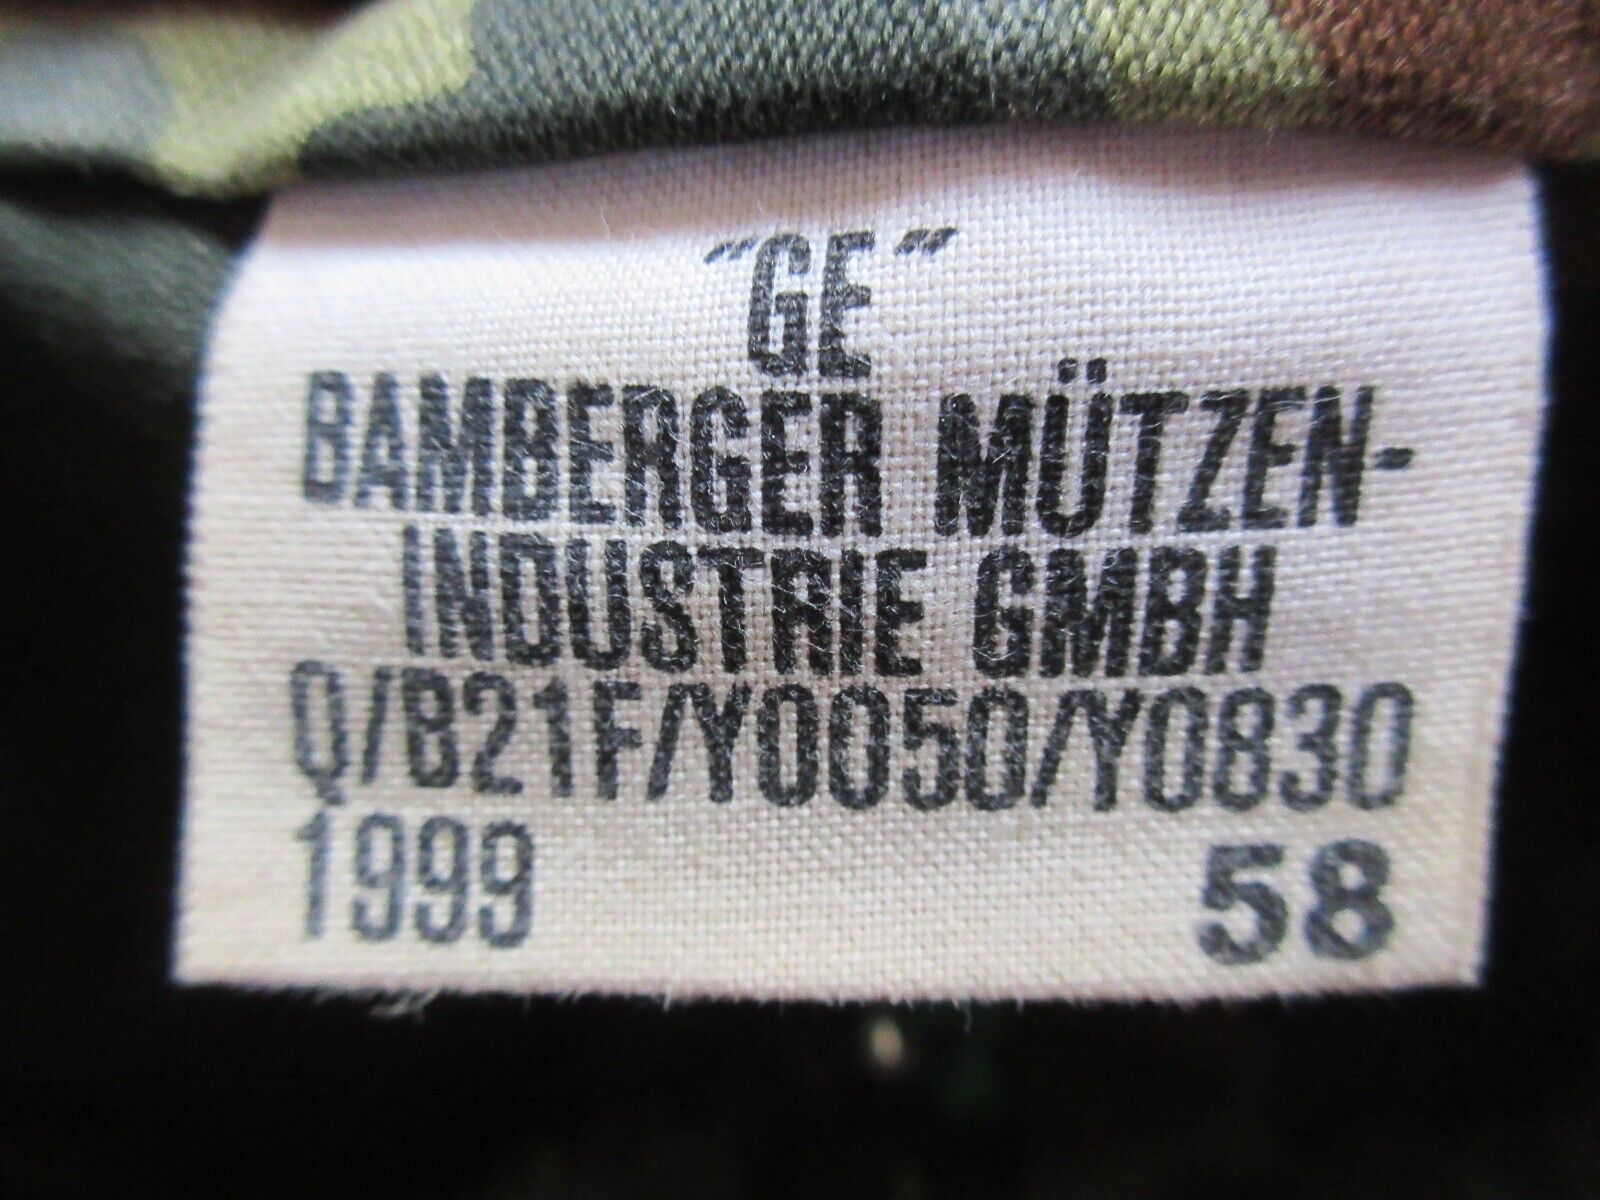 "GE"
BAMBERGER MÜTZEN-
INDUSTRIE GMBH
Q/B21F/Y0050/Y0830
1999 58